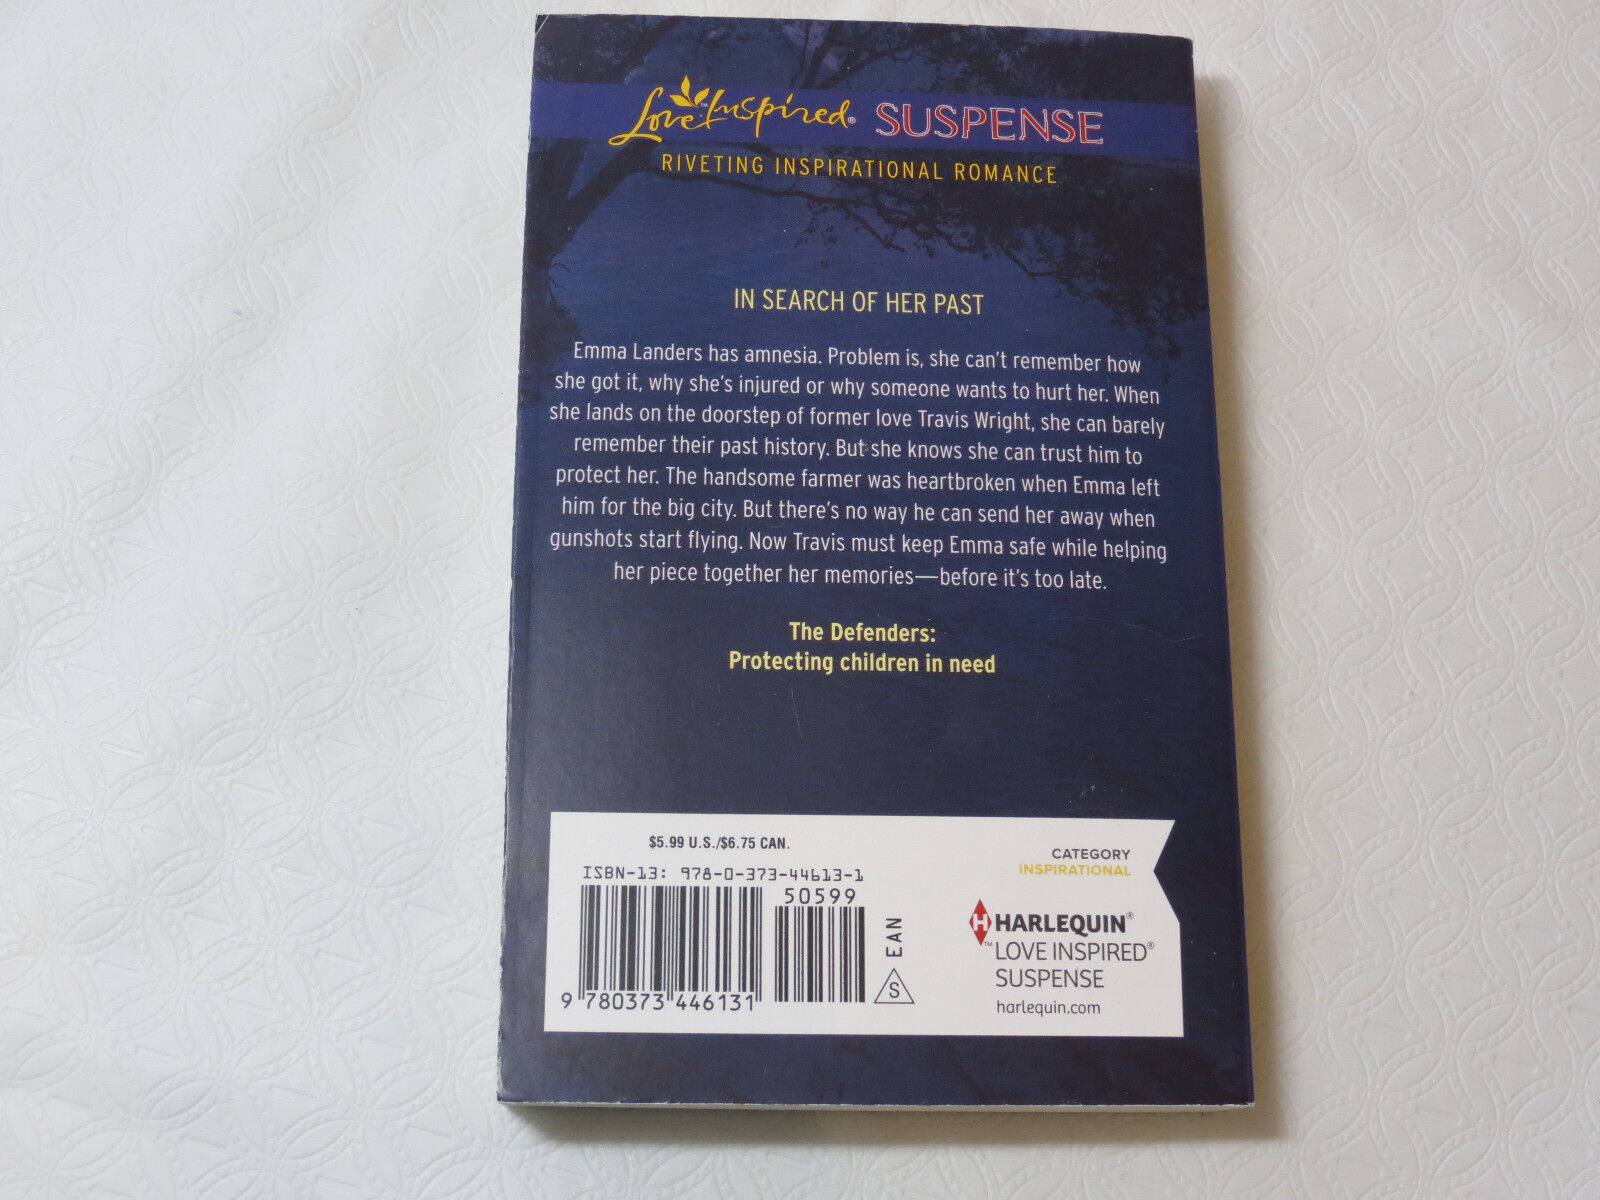 Love Inspired® SUSPENSE
RIVETING INSPIRATIONAL ROMANCE
IN SEARCH OF HER PAST
Emma Landers has amnesia. Problem is, she can't remember how
she got it, why she's injured or why someone wants to hurt her. When
she lands on the doorstep of former love Travis Wright, she can barely
remember their past history. But she knows she can trust him to
protect her. The handsome farmer was heartbroken when Emma left
him for the big city. But there's no way he can send her away when
gunshots start flying. Now Travis must keep Emma safe while helping
her piece together her memories—before it's too late.
The Defenders:
Protecting children in need
$5.99 U.S./$6.75 CAN.
ISBN-13: 978-0-373-44613-1
50599
EAN
S
9 780373 446131
CATEGORY
INSPIRATIONAL
H HARLEQUIN®
™ LOVE INSPIRED®
SUSPENSE
harlequin.com